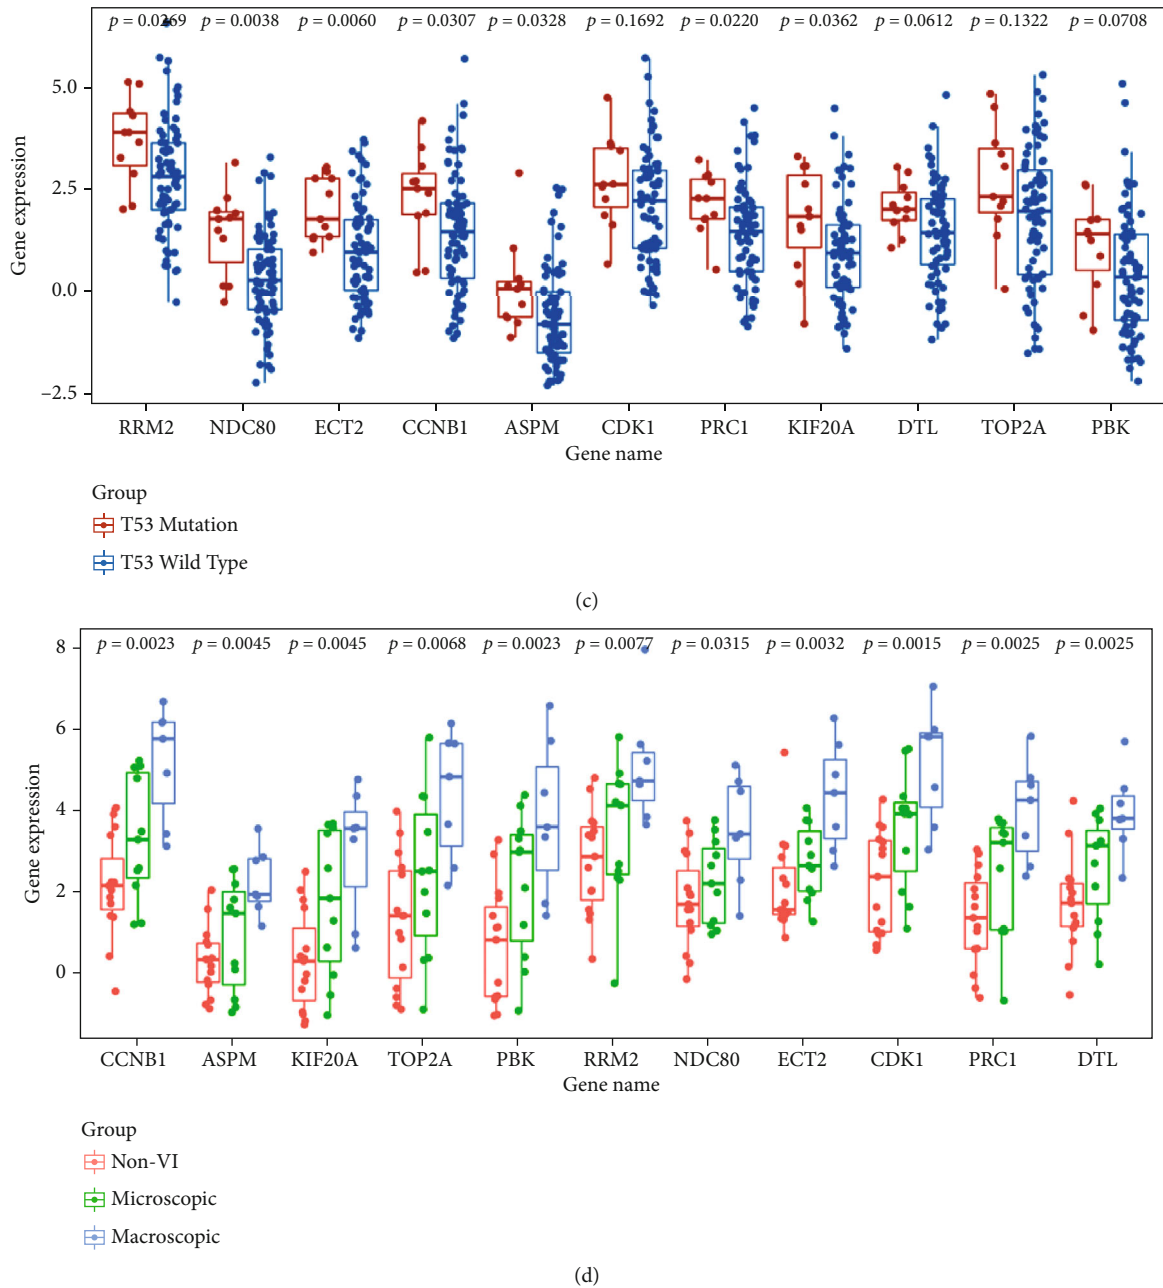 p = 0.0269 p = 0.0038 p = 0.0060 p = 0.0307 p = 0.0328 p = 0.1692 p = 0.0220 p = 0.0362 p = 0.0612 p = 0.1322 p = 0.0708
5.0
2.5
0.0
−2.5
Gene expression
RRM2 NDC80 ECT2 CCNB1 ASPM CDK1 PRC1 KIF20A DTL TOP2A PBK
Gene name
Group
T53 Mutation
T53 Wild Type
(c)
p = 0.0023 p = 0.0045 p = 0.0045 p = 0.0068 p = 0.0023 p = 0.0077 p = 0.0315 p = 0.0032 p = 0.0015 p = 0.0025 p = 0.0025
8
6
4
2
0
Gene expression
CCNB1 ASPM KIF20A TOP2A PBK RRM2 NDC80 ECT2 CDK1 PRC1 DTL
Gene name
Group
Non-VI
Microscopic
Macroscopic
(d)